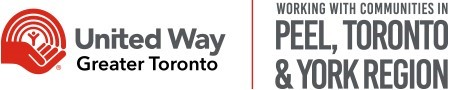 United Way
Greater Toronto
WORKING WITH COMMUNITIES IN
PEEL, TORONTO
& YORK REGION